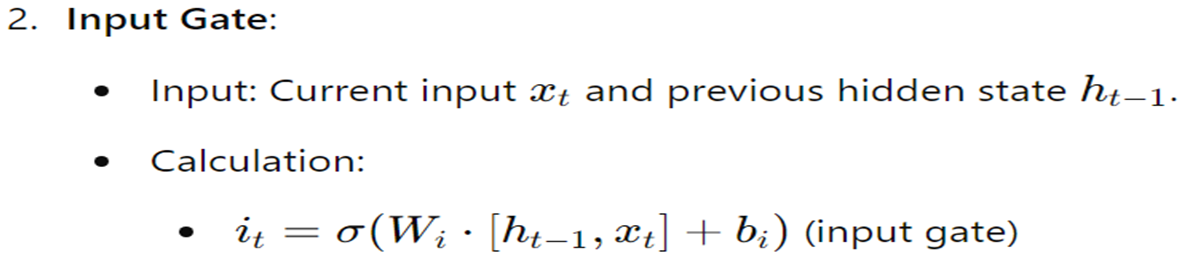 2. Input Gate:
• Input: Current input xₜ and previous hidden state hₜ₋₁.
• Calculation:
• iₜ = σ(Wᵢ · [hₜ₋₁, xₜ] + bᵢ) (input gate)